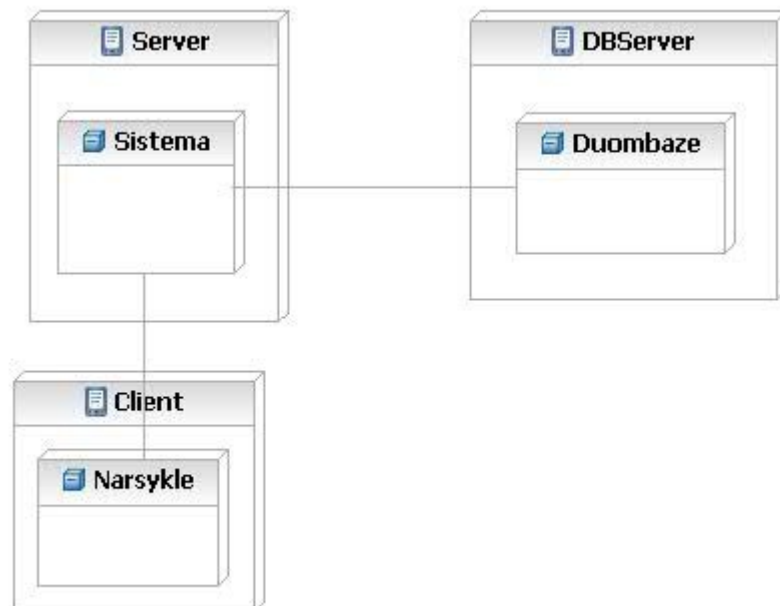 Server
DBServer
Sistema
Duombaze
Client
Narsykle